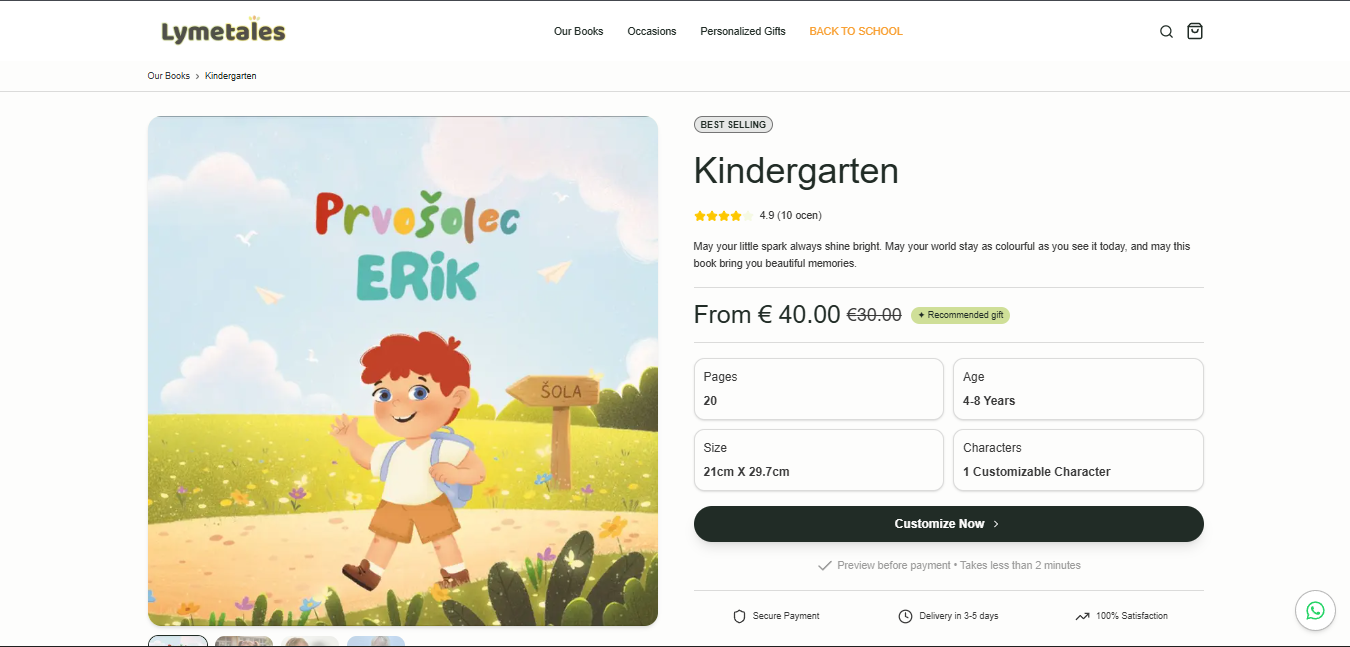 Lymetales
Our Books Occasions Personalized Gifts BACK TO SCHOOL
Our Books › Kindergarten
Prvošolec
ERiK
ŠOLA
BEST SELLING
Kindergarten
4.9 (10 ocen)
May your little spark always shine bright. May your world stay as colourful as you see it today, and may this
book bring you beautiful memories.
From € 40.00 €30.00 ✦ Recommended gift
Pages
20
Age
4-8 Years
Size
21cm X 29.7cm
Characters
1 Customizable Character
Customize Now ›
Preview before payment • Takes less than 2 minutes
Secure Payment
Delivery in 3-5 days
100% Satisfaction